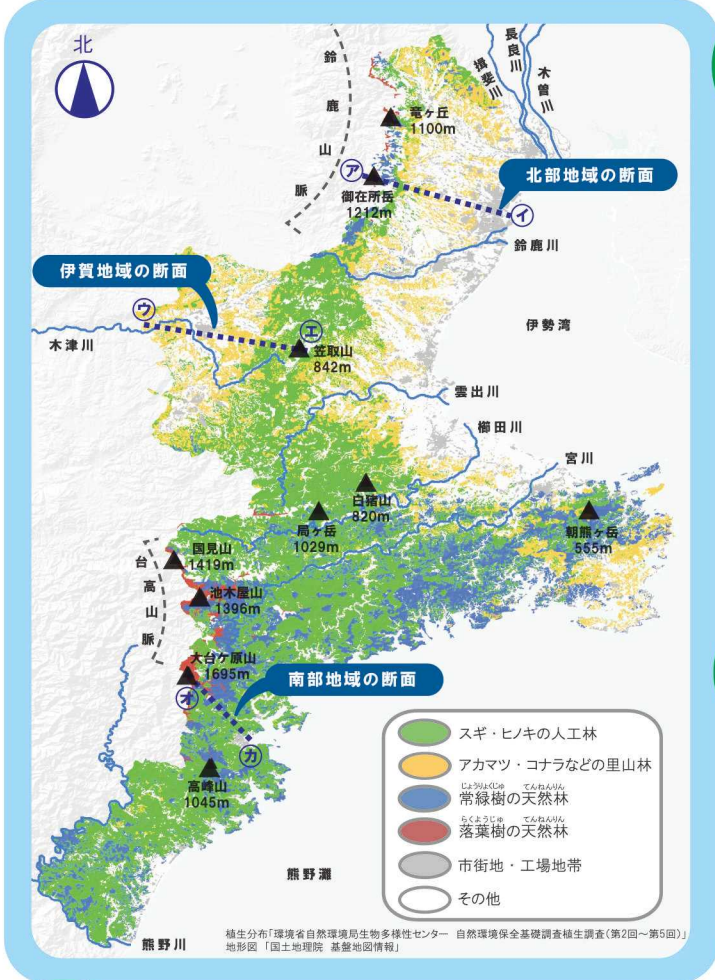 北
鈴鹿山脈
揖斐川
長良川
木曽川
竜ヶ丘
1100m
ア
御在所岳
1212m
北部地域の断面
イ
鈴鹿川
伊賀地域の断面
ウ
木津川
エ
笠取山
842m
伊勢湾
雲出川
櫛田川
宮川
白猪山
820m
局ヶ岳
1029m
朝熊ヶ岳
555m
国見山
1419m
台高山脈
池木屋山
1396m
大台ケ原山
1695m
オ
南部地域の断面
カ
高峰山
1045m
スギ・ヒノキの人工林
アカマツ・コナラなどの里山林
じょうりょくじゅ てんねんりん
常緑樹の天然林
らくようじゅ てんねんりん
落葉樹の天然林
市街地・工場地帯
その他
熊野灘
熊野川
植生分布「環境省自然環境局生物多様性センター 自然環境保全基礎調査植生調査(第2回〜第5回)」
地形図 「国土地理院 基盤地図情報」